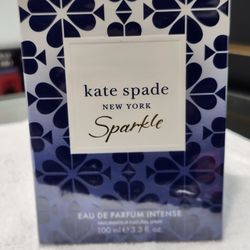 kate spade
NEW YORK
Sparkle
EAU DE PARFUM INTENSE
100 ml e 3.3 fl. oz